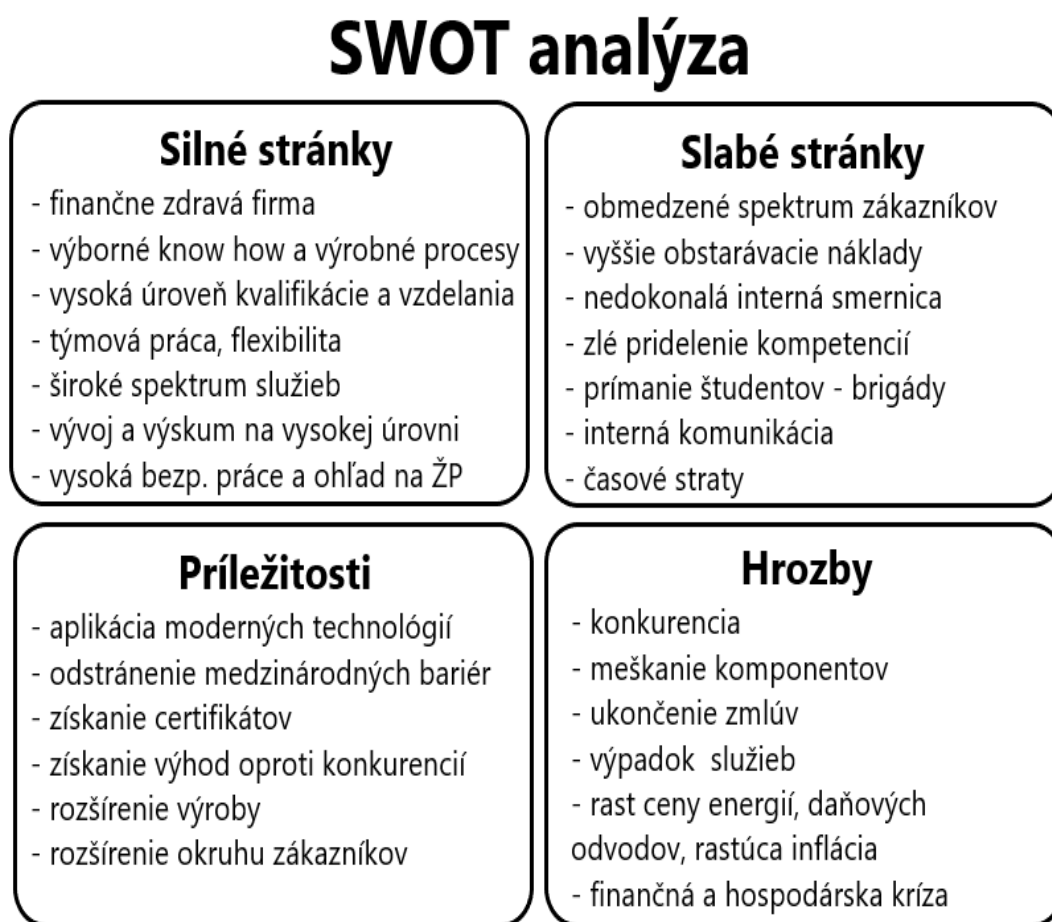 SWOT analýza
Silné stránky
- finančne zdravá firma
- výborné know how a výrobné procesy
- vysoká úroveň kvalifikácie a vzdelania
- týmová práca, flexibilita
- široké spektrum služieb
- vývoj a výskum na vysokej úrovni
- vysoká bezp. práce a ohľad na ŽP
Slabé stránky
- obmedzené spektrum zákazníkov
- vyššie obstarávacie náklady
- nedokonalá interná smernica
- zlé pridelenie kompetencií
- prímanie študentov - brigády
- interná komunikácia
- časové straty
Príležitosti
- aplikácia moderných technológií
- odstránenie medzinárodných bariér
- získanie certifikátov
- získanie výhod oproti konkurencií
- rozšírenie výroby
- rozšírenie okruhu zákazníkov
Hrozby
- konkurencia
- meškanie komponentov
- ukončenie zmlúv
- výpadok  služieb
- rast ceny energií, daňových
odvodov, rastúca inflácia
- finančná a hospodárska kríza